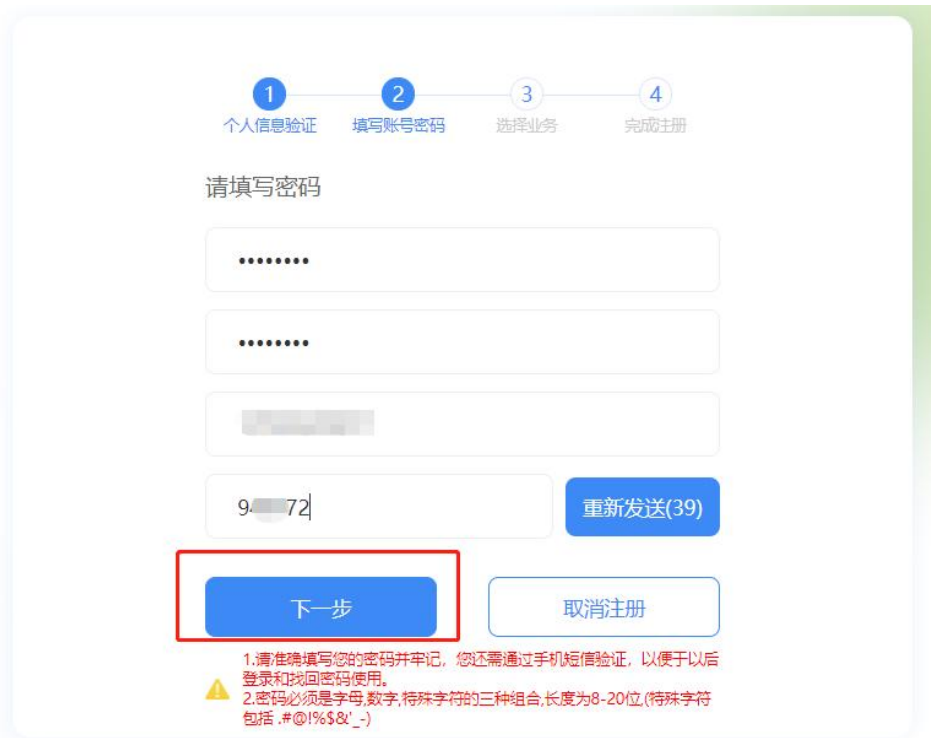 1 2 3 4
个人信息验证 填写账号密码 选择业务 完成注册
请填写密码
••••••••
••••••••
重新发送(39)
下一步 取消注册
1.请准确填写您的密码并牢记，您还需通过手机短信验证，以便于以后
登录和找回密码使用。
2.密码必须是字母,数字,特殊字符的三种组合,长度为8-20位,(特殊字符
包括 .#@!%$&'_-)